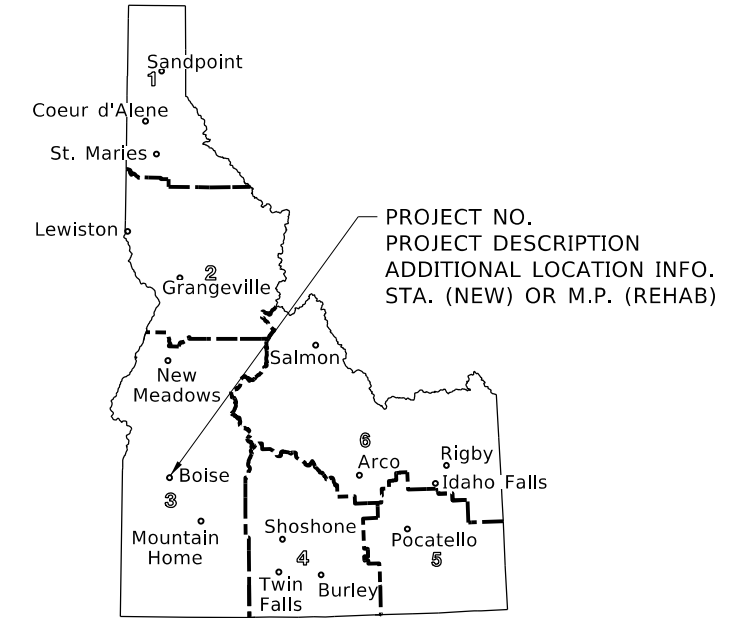 Sandpoint
1
Coeur d'Alene
St. Maries
PROJECT NO.
PROJECT DESCRIPTION
ADDITIONAL LOCATION INFO.
STA. (NEW) OR M.P. (REHAB)
Lewiston
2
Grangeville
Salmon
New
Meadows
6
Arco
Rigby
Idaho Falls
Boise
3
Mountain
Home
Shoshone
4
Pocatello
5
Twin
Falls
Burley